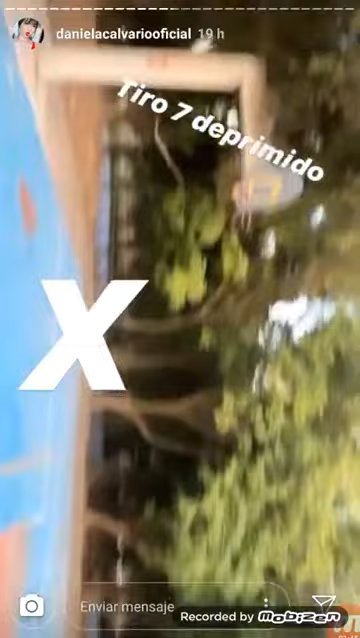 danielacalvariooficial 19 h
Tiro 7 deprimido
X
Enviar mensaje
Recorded by Mobizen